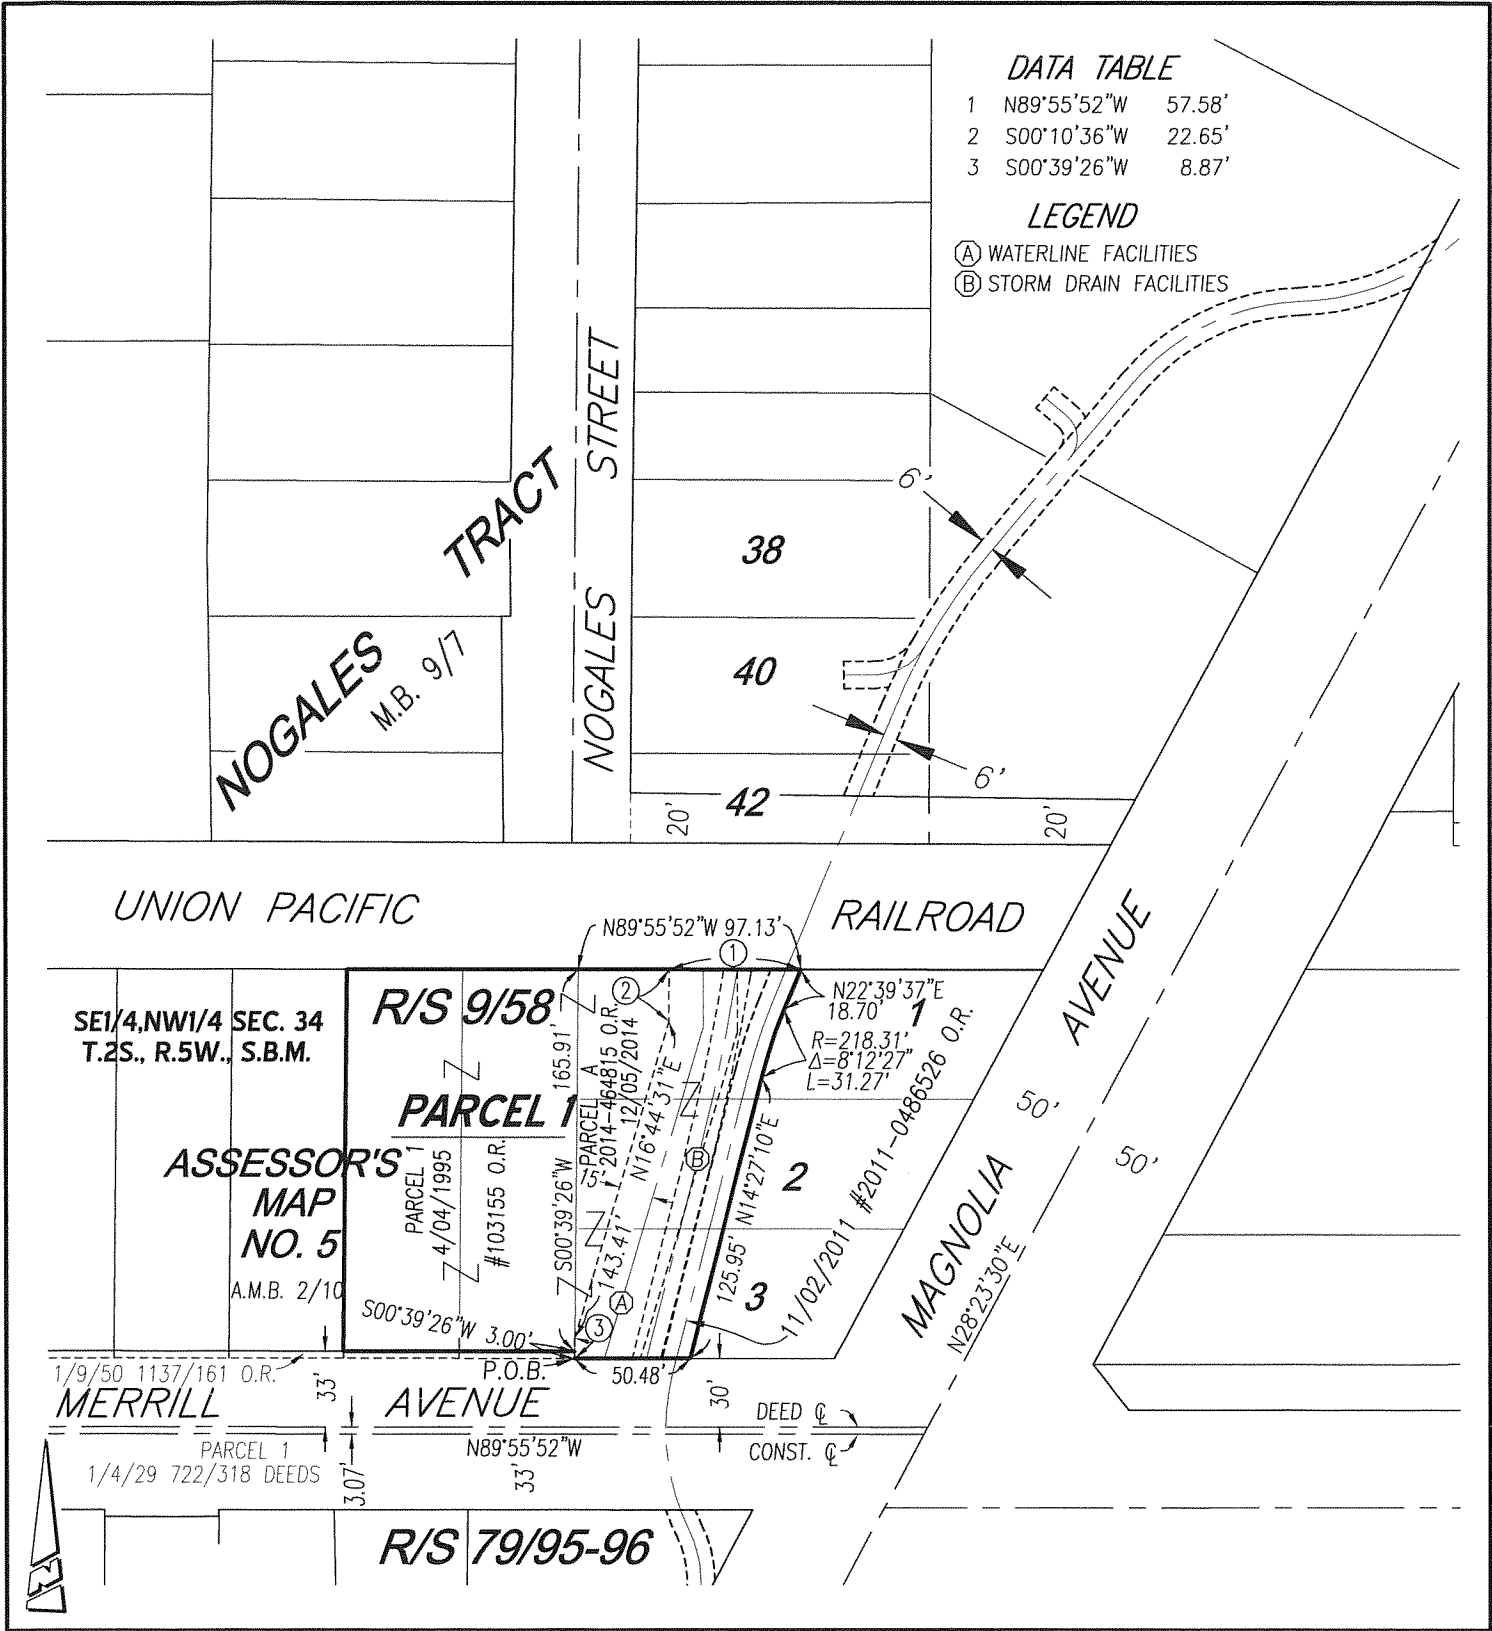 DATA TABLE
1 N89°55'52"W 57.58'
2 S00°10'36"W 22.65'
3 S00°39'26"W 8.87'
LEGEND
Ⓐ WATERLINE FACILITIES
Ⓑ STORM DRAIN FACILITIES
NOGALES TRACT
M.B. 9/7
NOGALES STREET
6'
38
40
6'
42
20'
20'
UNION PACIFIC RAILROAD
N89°55'52"W 97.13'
1
2
N22°39'37"E
18.70'
1
R=218.31'
Δ=8°12'27"
L=31.27'
SE1/4,NW1/4 SEC. 34
T.2S., R.5W., S.B.M.
R/S 9/58
PARCEL 1
PARCEL 1
4/04/1995
#103155 O.R.
S00°39'26"W 165.91'
15'
PARCEL A
2014-464815 O.R.
12/05/2014
N16°44'31"E
143.41'
B
A
N14°27'10"E
125.95'
2
3
11/02/2011 #2011-0486526 O.R.
ASSESSOR'S
MAP
NO. 5
A.M.B. 2/10
S00°39'26"W 3.00'
3
P.O.B.
50.48'
MAGNOLIA AVENUE
N28°23'30"E
50'
50'
1/9/50 1137/161 O.R.
33'
30'
MERRILL AVENUE
DEED ℄
CONST. ℄
N89°55'52"W
PARCEL 1
1/4/29 722/318 DEEDS
3.07'
33'
R/S 79/95-96
N